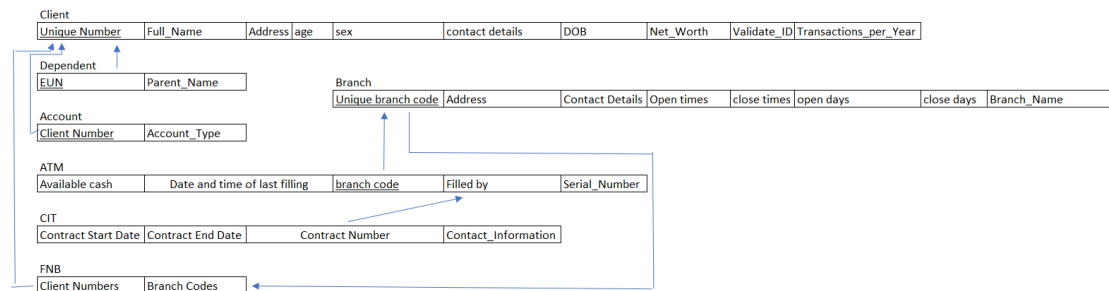 Client
Unique Number Full_Name Address age sex contact details DOB Net_Worth Validate_ID Transactions_per_Year
Dependent
EUN Parent_Name
Branch
Unique branch code Address Contact Details Open times close times open days close days Branch_Name
Account
Client Number Account_Type
ATM
Available cash Date and time of last filling branch code Filled by Serial_Number
CIT
Contract Start Date Contract End Date Contract Number Contact_Information
FNB
Client Numbers Branch Codes